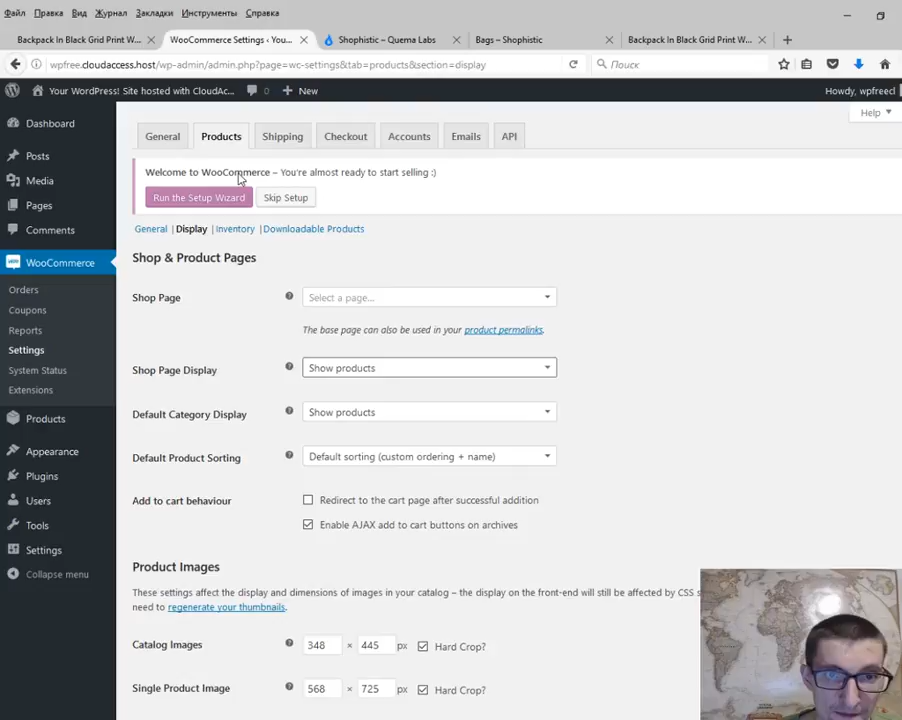 Файл Правка Вид Журнал Закладки Инструменты Справка
Backpack In Black Grid Print W... WooCommerce Settings ‹ You... Shophistic – Quema Labs Bags – Shophistic Backpack In Black Grid Print W...
wpfree.cloudaccess.host/wp-admin/admin.php?page=wc-settings&tab=products&section=display Поиск
Your WordPress! Site hosted with CloudAc... 0 New Howdy, wpfreecl
Help
Dashboard
Posts
Media
Pages
Comments
WooCommerce
Orders
Coupons
Reports
Settings
System Status
Extensions
Products
Appearance
Plugins
Users
Tools
Settings
Collapse menu
General Products Shipping Checkout Accounts Emails API
Welcome to WooCommerce – You're almost ready to start selling :)
Run the Setup Wizard Skip Setup
General | Display | Inventory | Downloadable Products
Shop & Product Pages
Shop Page Select a page...
The base page can also be used in your product permalinks.
Shop Page Display Show products
Default Category Display Show products
Default Product Sorting Default sorting (custom ordering + name)
Add to cart behaviour Redirect to the cart page after successful addition
Enable AJAX add to cart buttons on archives
Product Images
These settings affect the display and dimensions of images in your catalog – the display on the front-end will still be affected by CSS s
need to regenerate your thumbnails.
Catalog Images 348 × 445 px Hard Crop?
Single Product Image 568 × 725 px Hard Crop?